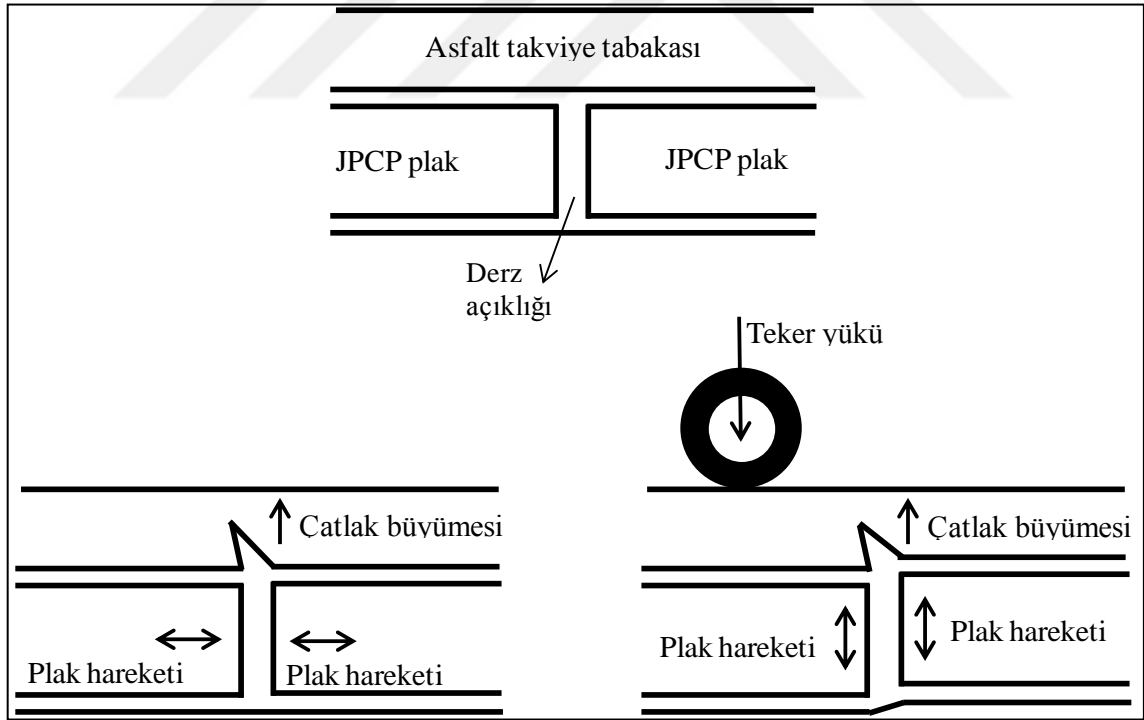 Asfalt takviye tabakası
JPCP plak
JPCP plak
Derz
açıklığı
Teker yükü
Çatlak büyümesi
Çatlak büyümesi
Plak hareketi
Plak hareketi
Plak hareketi
Plak hareketi